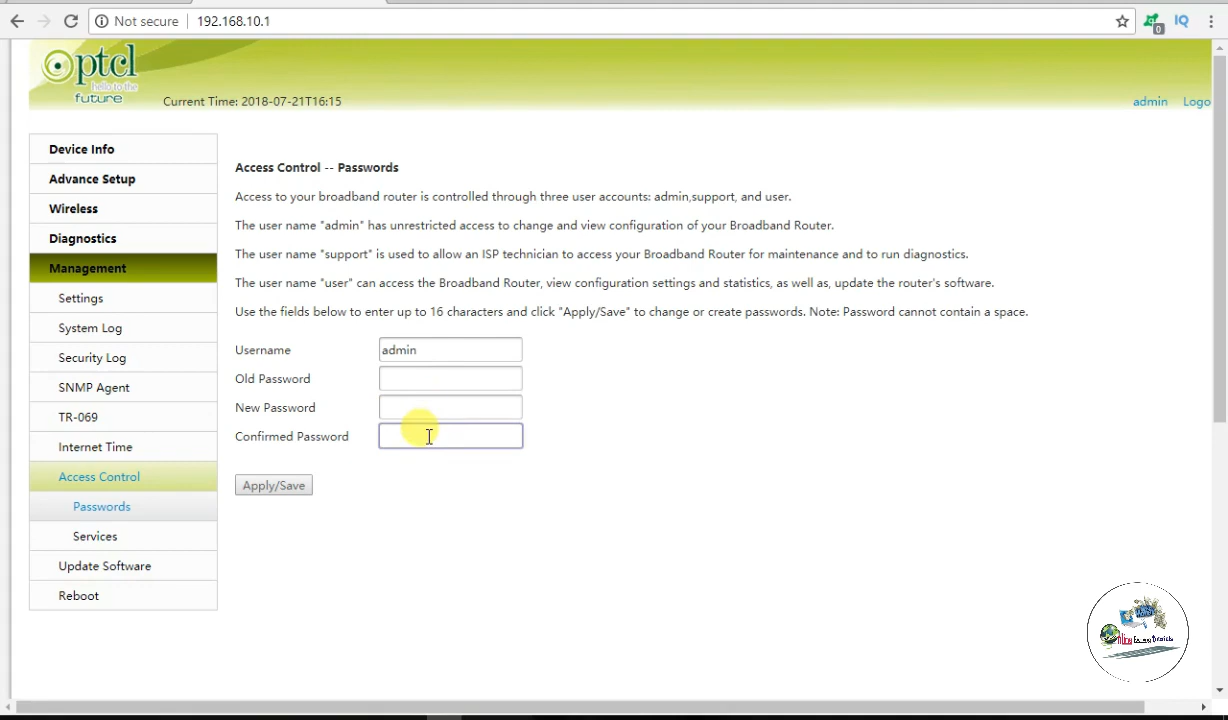 Not secure
192.168.10.1
0
IQ
ptcl
hello to the
future
Current Time: 2018-07-21T16:15
admin
Logo
Device Info
Advance Setup
Wireless
Diagnostics
Management
Settings
System Log
Security Log
SNMP Agent
TR-069
Internet Time
Access Control
Passwords
Services
Update Software
Reboot
Access Control -- Passwords
Access to your broadband router is controlled through three user accounts: admin,support, and user.
The user name "admin" has unrestricted access to change and view configuration of your Broadband Router.
The user name "support" is used to allow an ISP technician to access your Broadband Router for maintenance and to run diagnostics.
The user name "user" can access the Broadband Router, view configuration settings and statistics, as well as, update the router's software.
Use the fields below to enter up to 16 characters and click "Apply/Save" to change or create passwords. Note: Password cannot contain a space.
Username admin
Old Password
New Password
Confirmed Password
Apply/Save